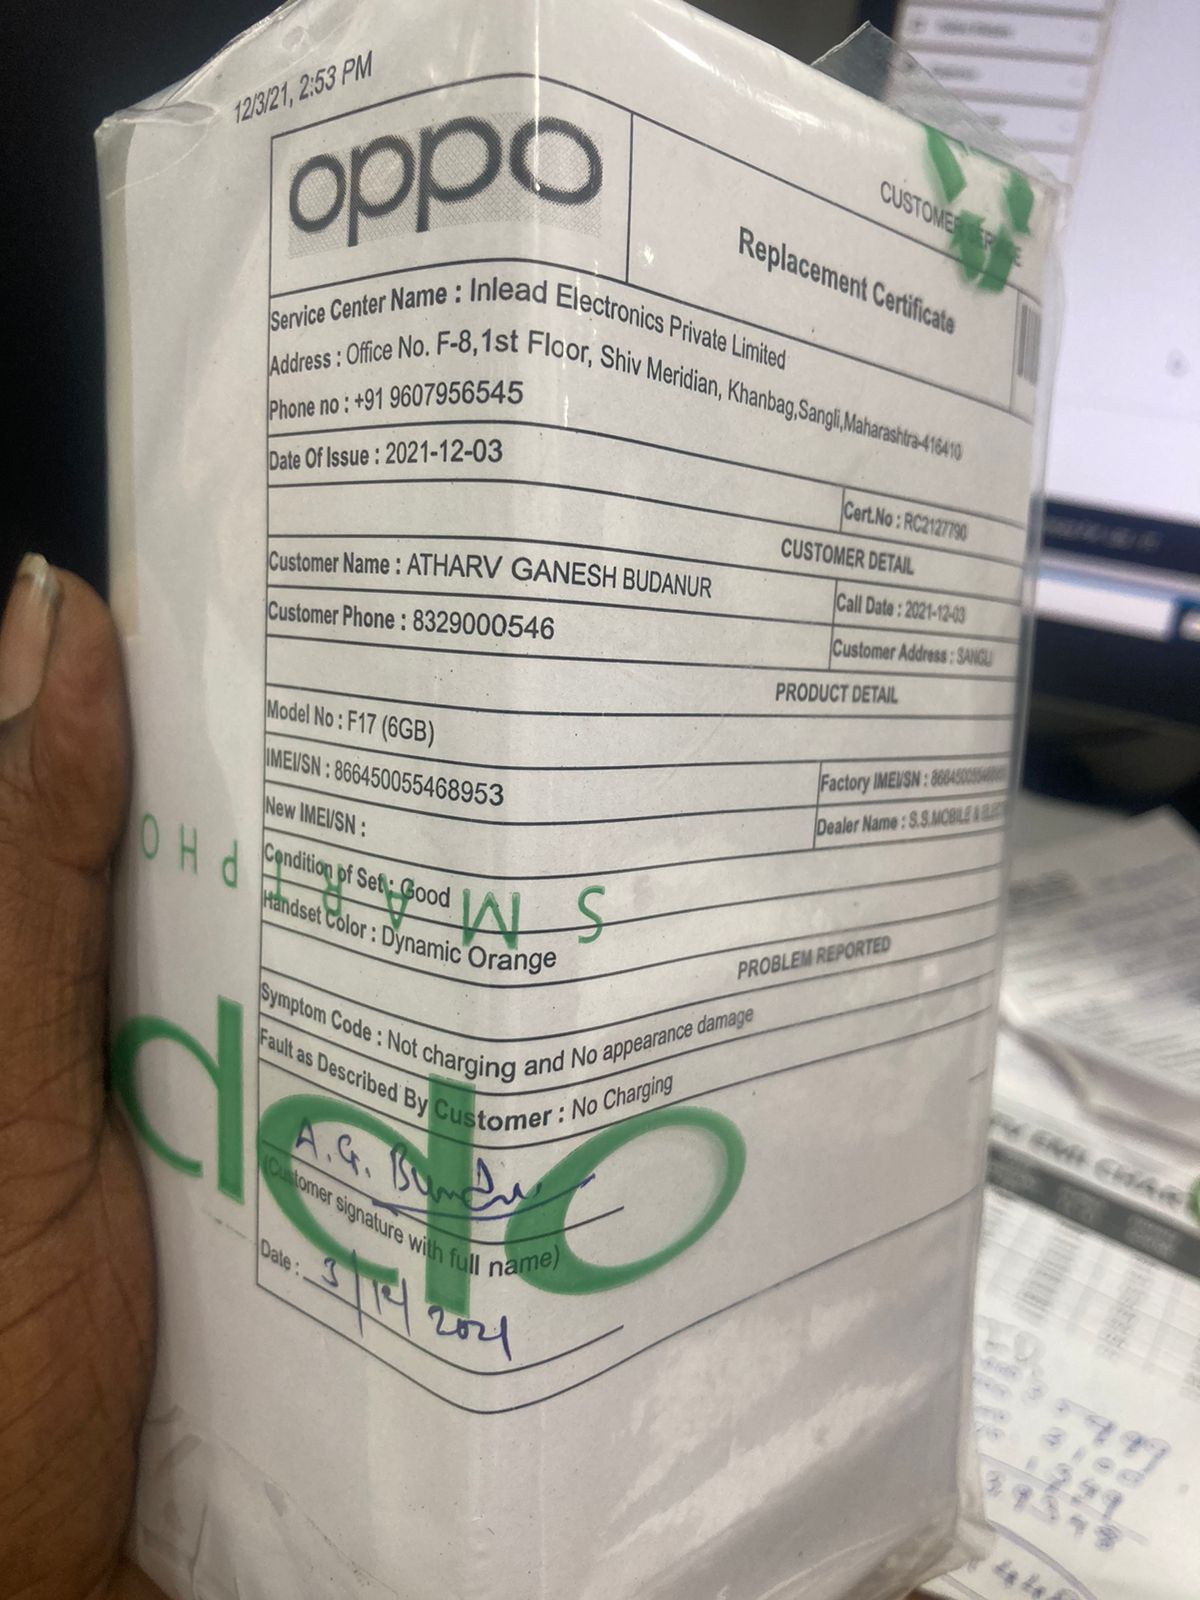 12/3/21, 2:53 PM
CUSTOMER SERVICE
oppo
Replacement Certificate
Service Center Name : Inlead Electronics Private Limited
Address : Office No. F-8,1st Floor, Shiv Meridian, Khanbag,Sangli,Maharashtra-416410
Phone no : +91 9607956545
Date Of Issue : 2021-12-03
Cert.No : RC2127790
CUSTOMER DETAIL
Customer Name : ATHARV GANESH BUDANUR
Call Date : 2021-12-03
Customer Phone : 8329000546
Customer Address : SANGLI
PRODUCT DETAIL
Model No : F17 (6GB)
IMEI/SN : 866450055468953
Factory IMEI/SN :
New IMEI/SN :
Dealer Name : S.S.MOBILE &
Condition of Set : Good
Handset Color : Dynamic Orange
PROBLEM REPORTED
Symptom Code : Not charging and No appearance damage
Fault as Described By Customer : No Charging
A. G.
(Customer signature with full name)
Date : 3/12/2021
SMARTPHO
oppo